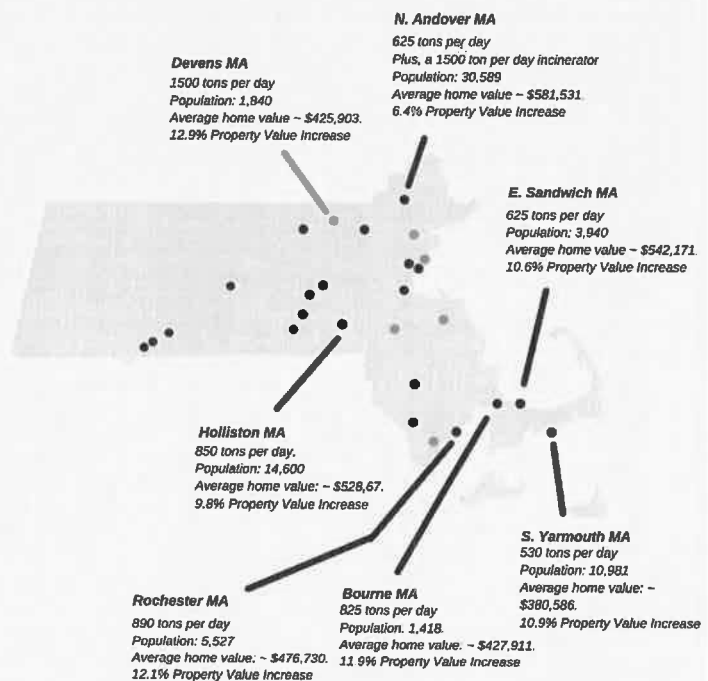 N. Andover MA
625 tons per day
Plus, a 1500 ton per day incinerator
Population: 30,589
Average home value ~ $581,531.
6.4% Property Value Increase
Devens MA
1500 tons per day
Population: 1,840
Average home value ~ $425,903.
12.9% Property Value Increase
E. Sandwich MA
625 tons per day
Population: 3,940
Average home value ~ $542,171.
10.6% Property Value Increase
Holliston MA
850 tons per day.
Population: 14,600
Average home value: ~ $528,67.
9.8% Property Value Increase
S. Yarmouth MA
530 tons per day
Population: 10,981
Average home value: ~
$380,586.
10.9% Property Value Increase
Rochester MA
890 tons per day
Population: 5,527
Average home value: ~ $476,730.
12.1% Property Value Increase
Bourne MA
825 tons per day
Population. 1,418.
Average home value: ~ $427,911.
11 9% Property Value Increase